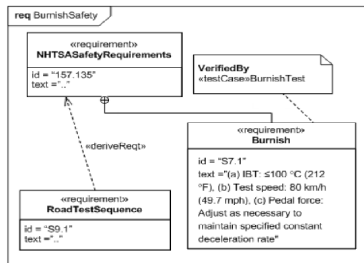 req BurnishSafety
«requirement»
NHTSASafetyRequirements
id = "157.135"
text =".."
VerifiedBy
«testCase»BurnishTest
«deriveReqt»
«requirement»
Burnish
id = "S7.1"
text ="(a) IBT: ≤100 °C (212
°F), (b) Test speed: 80 km/h
(49.7 mph), (c) Pedal force:
Adjust as necessary to
maintain specified constant
deceleration rate"
«requirement»
RoadTestSequence
id = "S9.1"
text =".."